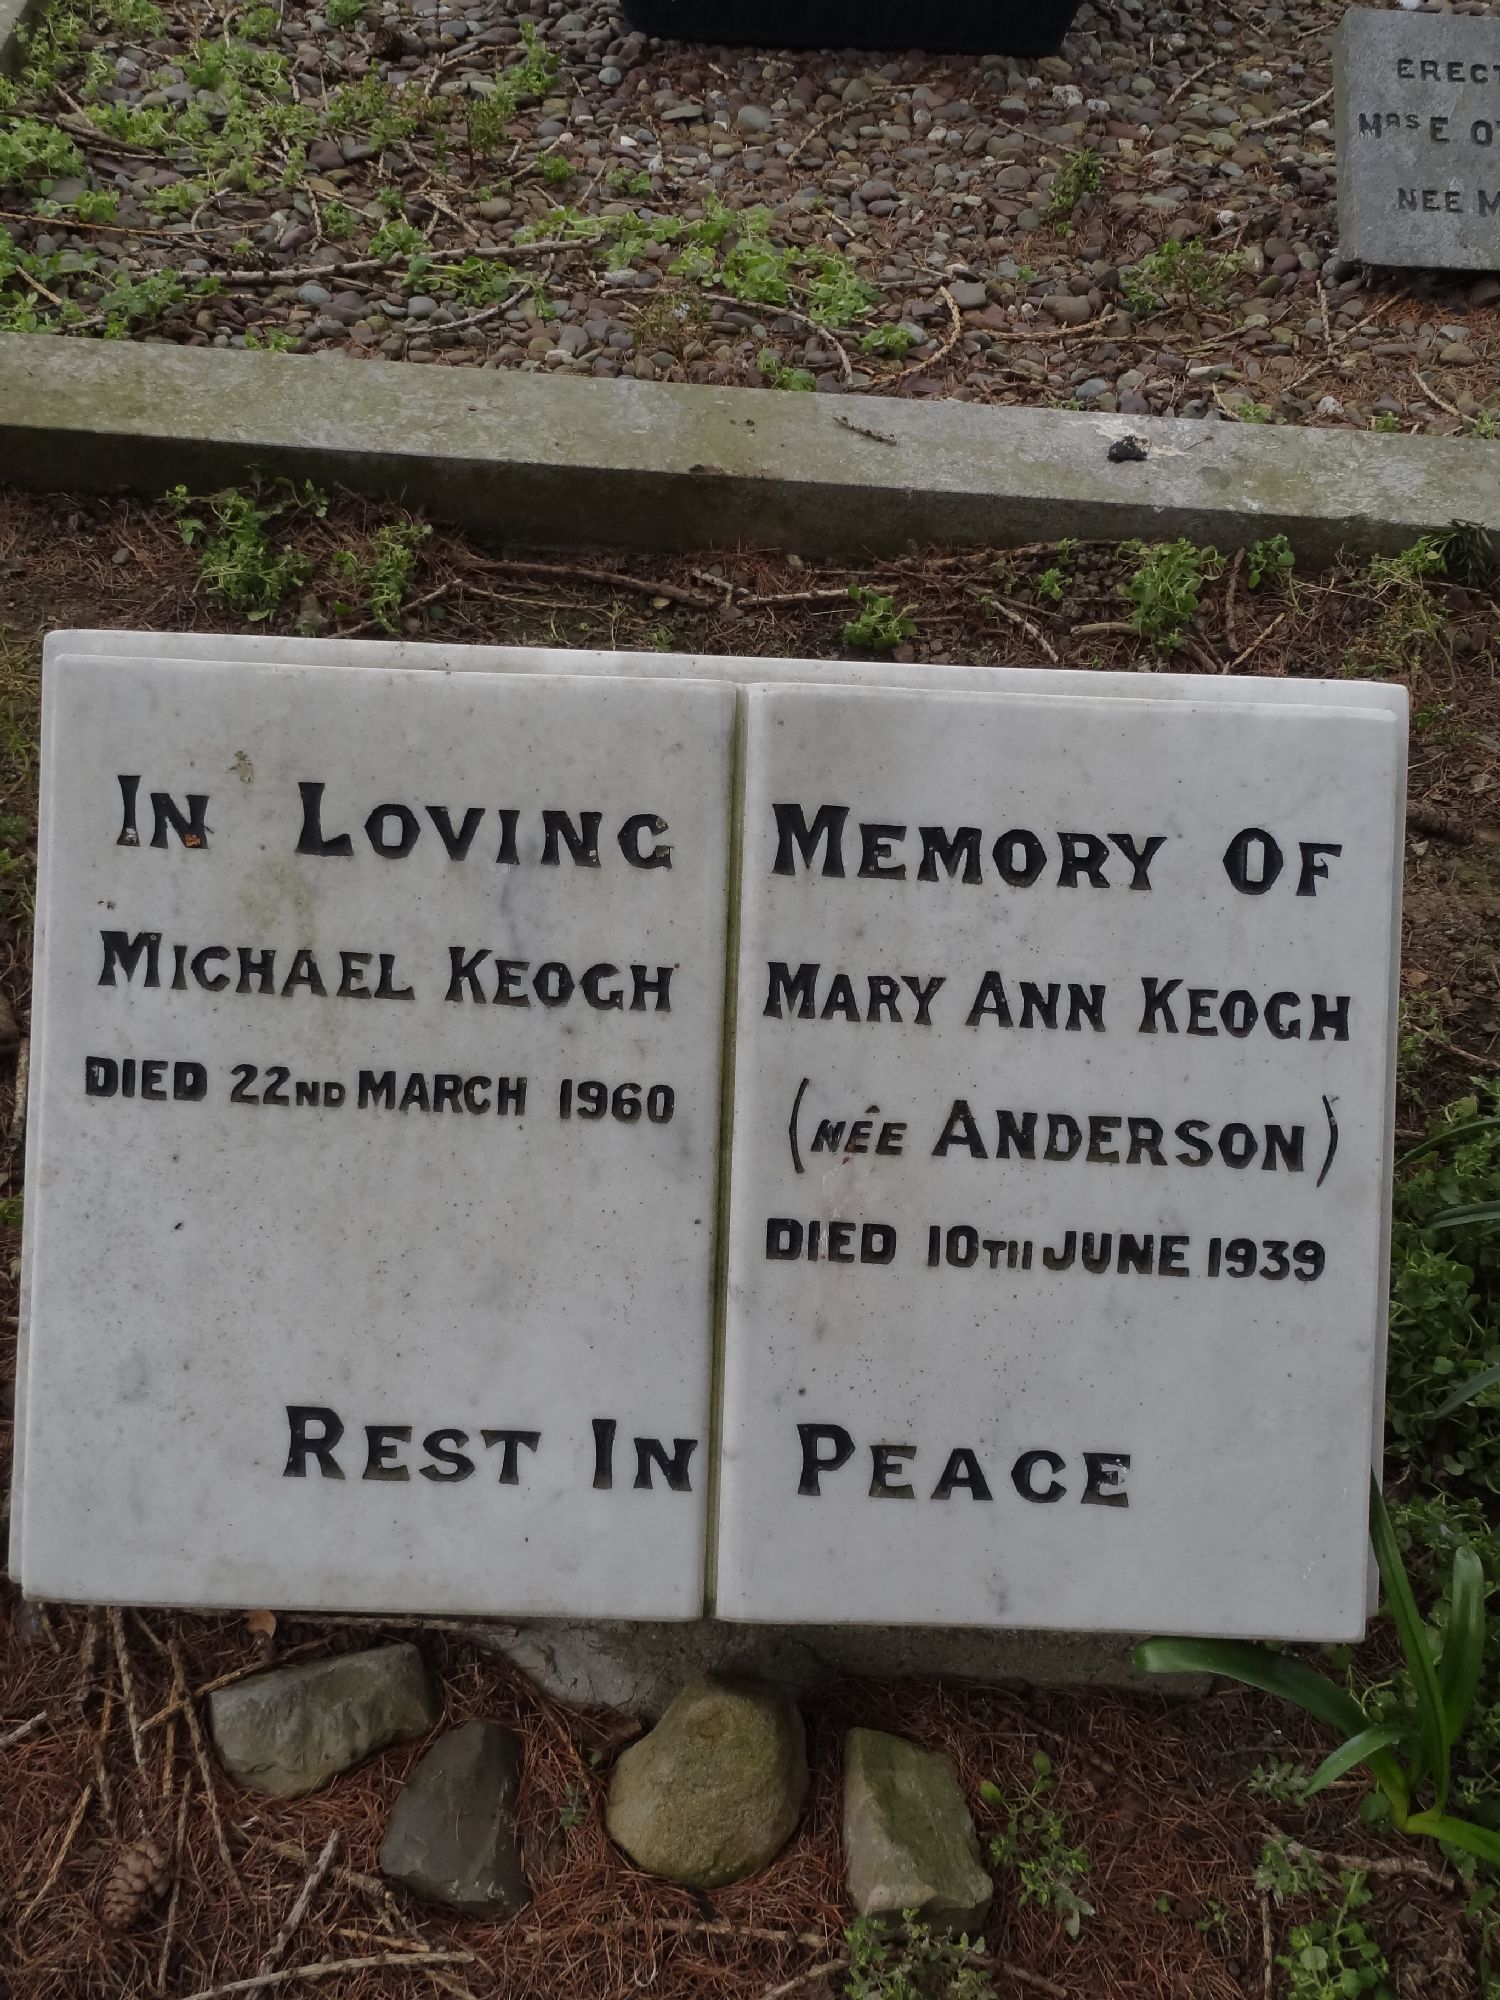 ERECT
MRS E O
NEE M
IN LOVING MEMORY OF
MICHAEL KEOGH
DIED 22ND MARCH 1960
MARY ANN KEOGH
(NÉE ANDERSON)
DIED 10TH JUNE 1939
REST IN PEACE